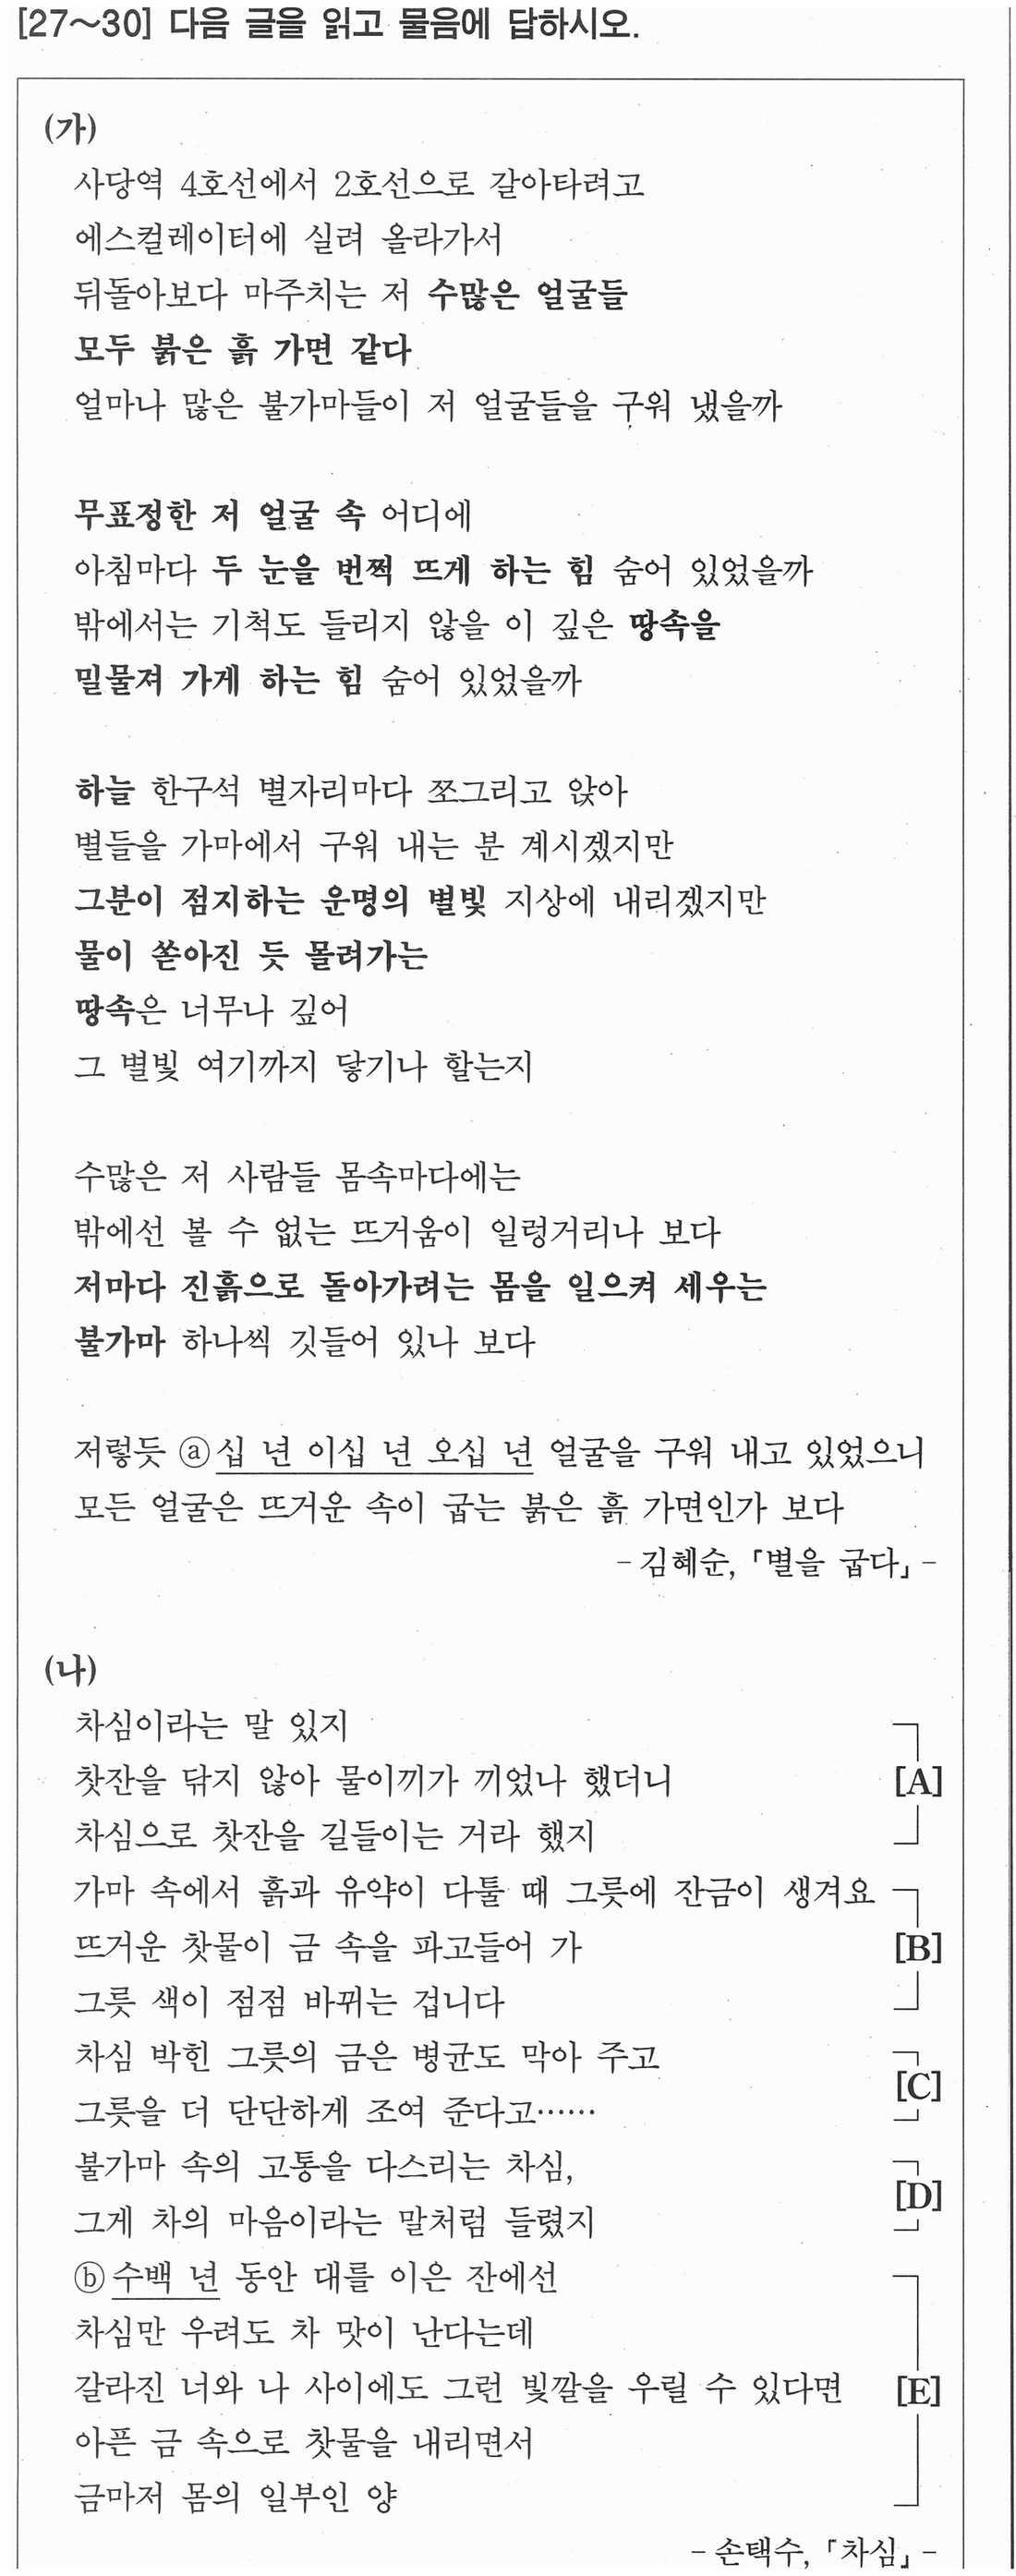 [27~30] 다음 글을 읽고 물음에 답하시오.
(가)
사당역 4호선에서 2호선으로 갈아타려고
에스컬레이터에 실려 올라가서
뒤돌아보다 마주치는 저 수많은 얼굴들
모두 붉은 흙 가면 같다
얼마나 많은 불가마들이 저 얼굴들을 구워 냈을까
무표정한 저 얼굴 속 어디에
아침마다 두 눈을 번쩍 뜨게 하는 힘 숨어 있었을까
밖에서는 기척도 들리지 않을 이 깊은 땅속을
밀물져 가게 하는 힘 숨어 있었을까
하늘 한구석 별자리마다 쪼그리고 앉아
별들을 가마에서 구워 내는 분 계시겠지만
그분이 점지하는 운명의 별빛 지상에 내리겠지만
물이 쏟아진 듯 몰려가는
땅속은 너무나 깊어
그 별빛 여기까지 닿기나 할는지
수많은 저 사람들 몸속마다에는
밖에선 볼 수 없는 뜨거움이 일렁거리나 보다
저마다 진흙으로 돌아가려는 몸을 일으켜 세우는
불가마 하나씩 깃들어 있나 보다
저렇듯 ⓐ십 년 이십 년 오십 년 얼굴을 구워 내고 있었으니
모든 얼굴은 뜨거운 속이 굽는 붉은 흙 가면인가 보다
- 김혜순, 「별을 굽다」 -
(나)
차심이라는 말 있지
찻잔을 닦지 않아 물이끼가 끼었나 했더니 [A]
차심으로 찻잔을 길들이는 거라 했지
가마 속에서 흙과 유약이 다툴 때 그릇에 잔금이 생겨요
뜨거운 찻물이 금 속을 파고들어 가 [B]
그릇 색이 점점 바뀌는 겁니다
차심 박힌 그릇의 금은 병균도 막아 주고 [C]
그릇을 더 단단하게 조여 준다고……
불가마 속의 고통을 다스리는 차심, [D]
그게 차의 마음이라는 말처럼 들렸지
ⓑ수백 년 동안 대를 이은 잔에선
차심만 우려도 차 맛이 난다는데
갈라진 너와 나 사이에도 그런 빛깔을 우릴 수 있다면 [E]
아픈 금 속으로 찻물을 내리면서
금마저 몸의 일부인 양
- 손택수, 「차심」 -